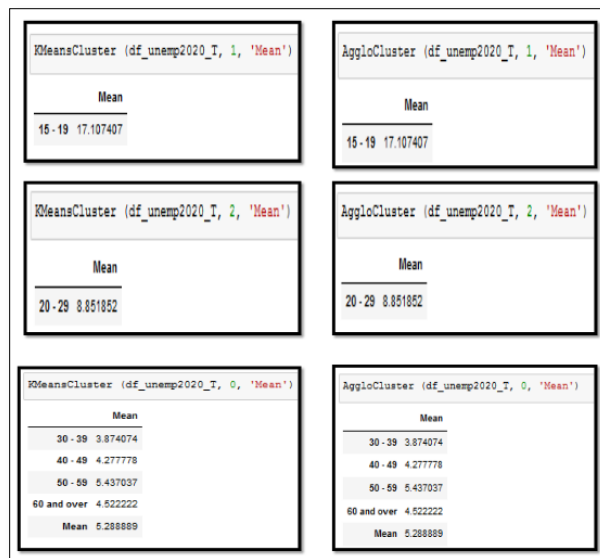 KMeansCluster (df_unemp2020_T, 1, 'Mean')
Mean
15 - 19 17.107407
AggloCluster (df_unemp2020_T, 1, 'Mean')
Mean
15 - 19 17.107407
KMeansCluster (df_unemp2020_T, 2, 'Mean')
Mean
20 - 29 8.851852
AggloCluster (df_unemp2020_T, 2, 'Mean')
Mean
20 - 29 8.851852
KMeansCluster (df_unemp2020_T, 0, 'Mean')
Mean
30 - 39 3.874074
40 - 49 4.277778
50 - 59 5.437037
60 and over 4.522222
Mean 5.288889
AggloCluster (df_unemp2020_T, 0, 'Mean')
Mean
30 - 39 3.874074
40 - 49 4.277778
50 - 59 5.437037
60 and over 4.522222
Mean 5.288889